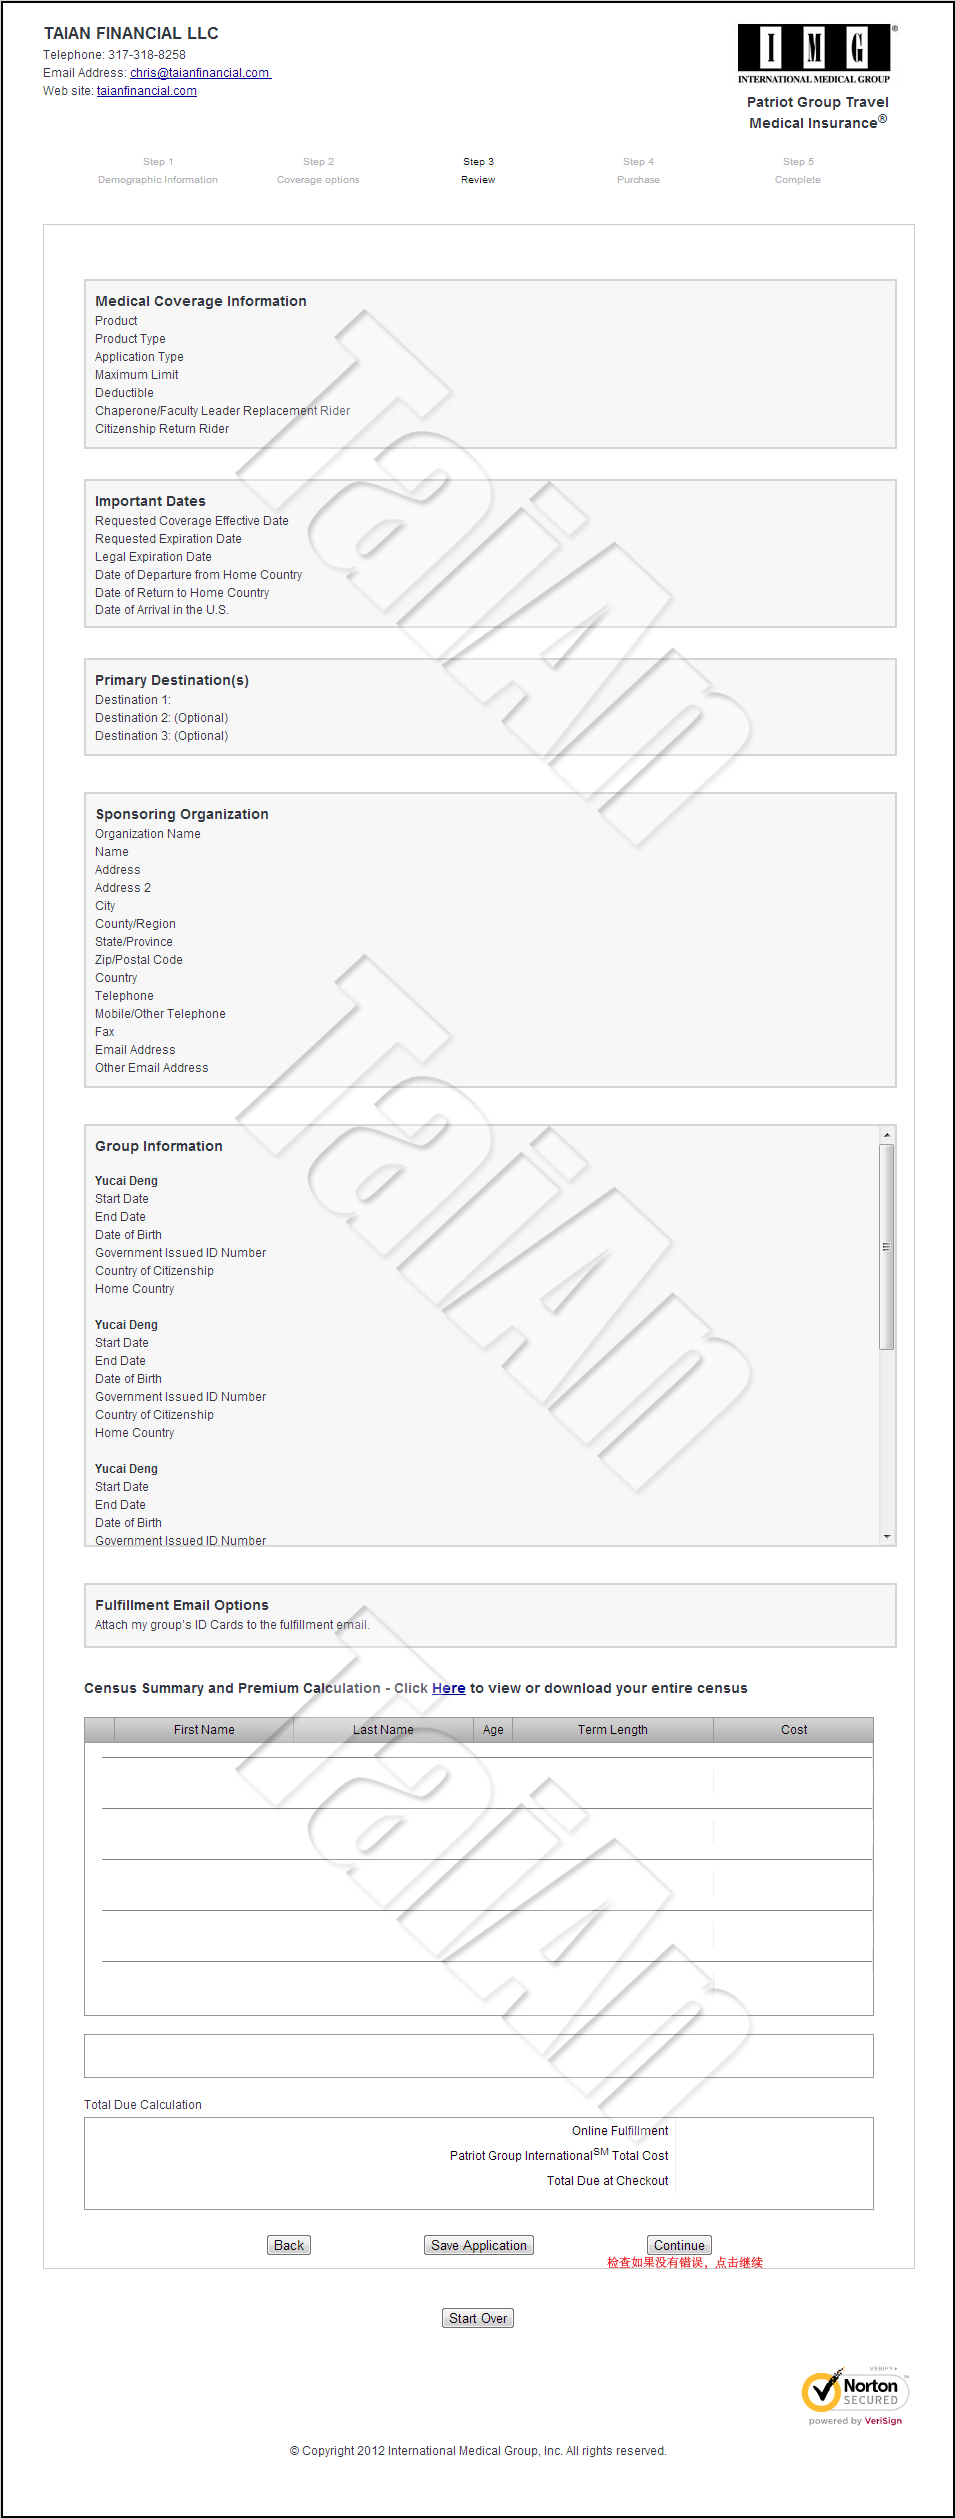 TAIAN FINANCIAL LLC
Telephone: 317-318-8258
Email Address: chris@taianfinancial.com
Web site: taianfinancial.com
IMG®
INTERNATIONAL MEDICAL GROUP
Patriot Group Travel
Medical Insurance®
Step 1 Step 2 Step 3 Step 4 Step 5
Demographic Information Coverage options Review Purchase Complete
Medical Coverage Information
Product
Product Type
Application Type
Maximum Limit
Deductible
Chaperone/Faculty Leader Replacement Rider
Citizenship Return Rider
TaiAn
Important Dates
Requested Coverage Effective Date
Requested Expiration Date
Legal Expiration Date
Date of Departure from Home Country
Date of Return to Home Country
Date of Arrival in the U.S.
Primary Destination(s)
Destination 1:
Destination 2: (Optional)
Destination 3: (Optional)
Sponsoring Organization
Organization Name
Name
Address
Address 2
City
County/Region
State/Province
Zip/Postal Code
Country
Telephone
Mobile/Other Telephone
Fax
Email Address
Other Email Address
TaiAn
Group Information
Yucai Deng
Start Date
End Date
Date of Birth
Government Issued ID Number
Country of Citizenship
Home Country
Yucai Deng
Start Date
End Date
Date of Birth
Government Issued ID Number
Country of Citizenship
Home Country
Yucai Deng
Start Date
End Date
Date of Birth
Government Issued ID Number
Fulfillment Email Options
Attach my group's ID Cards to the fulfillment email.
TaiAn
Census Summary and Premium Calculation - Click Here to view or download your entire census
First Name Last Name Age Term Length Cost
Total Due Calculation
Online Fulfillment
Patriot Group International℠ Total Cost
Total Due at Checkout
Back Save Application Continue
检查如果没有错误，点击继续
Start Over
VERIFY
Norton™
SECURED
powered by VeriSign
© Copyright 2012 International Medical Group, Inc. All rights reserved.